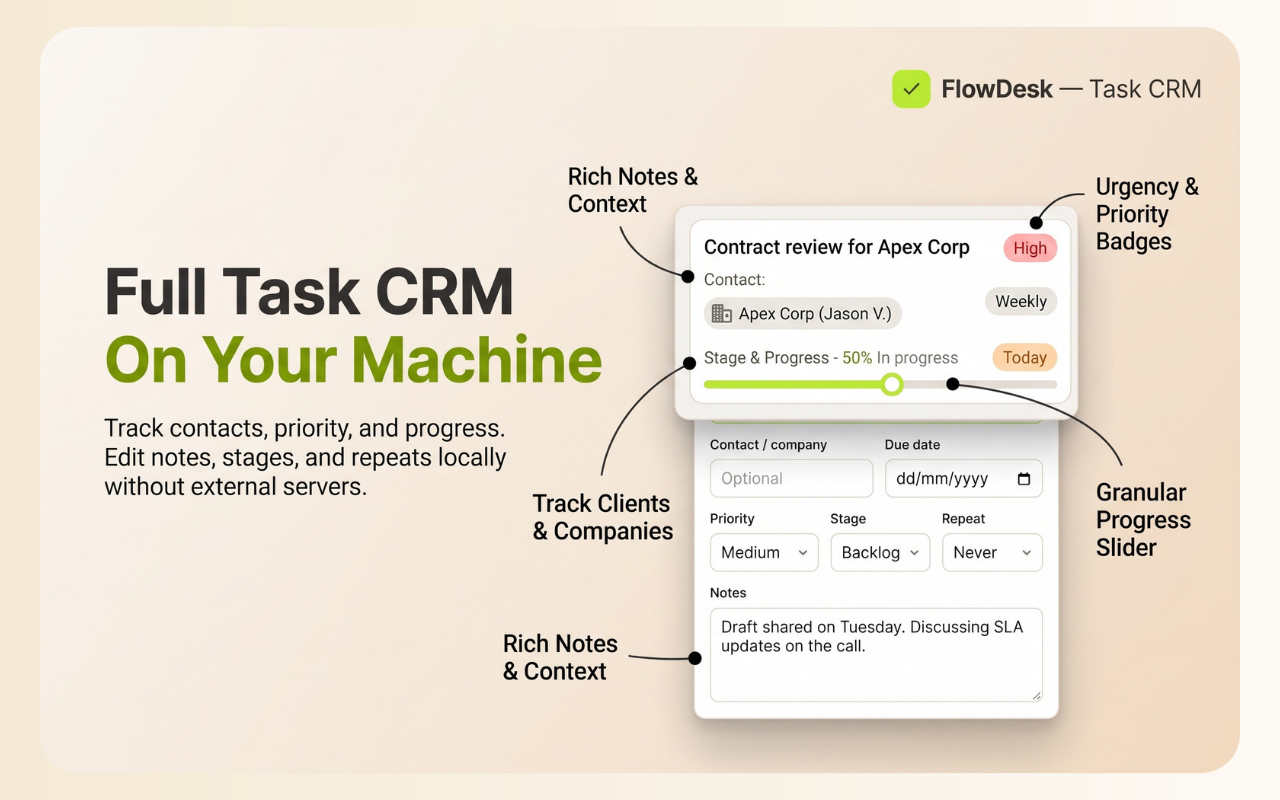 FlowDesk — Task CRM
Full Task CRM
On Your Machine
Track contacts, priority, and progress.
Edit notes, stages, and repeats locally
without external servers.
Rich Notes &
Context
Urgency &
Priority
Badges
Contract review for Apex Corp
High
Contact:
Apex Corp (Jason V.)
Weekly
Stage & Progress - 50% In progress
Today
Track Clients
& Companies
Granular
Progress
Slider
Contact / company
Due date
Optional
dd/mm/yyyy
Priority
Stage
Repeat
Medium
Backlog
Never
Notes
Draft shared on Tuesday. Discussing SLA
updates on the call.
Rich Notes
& Context